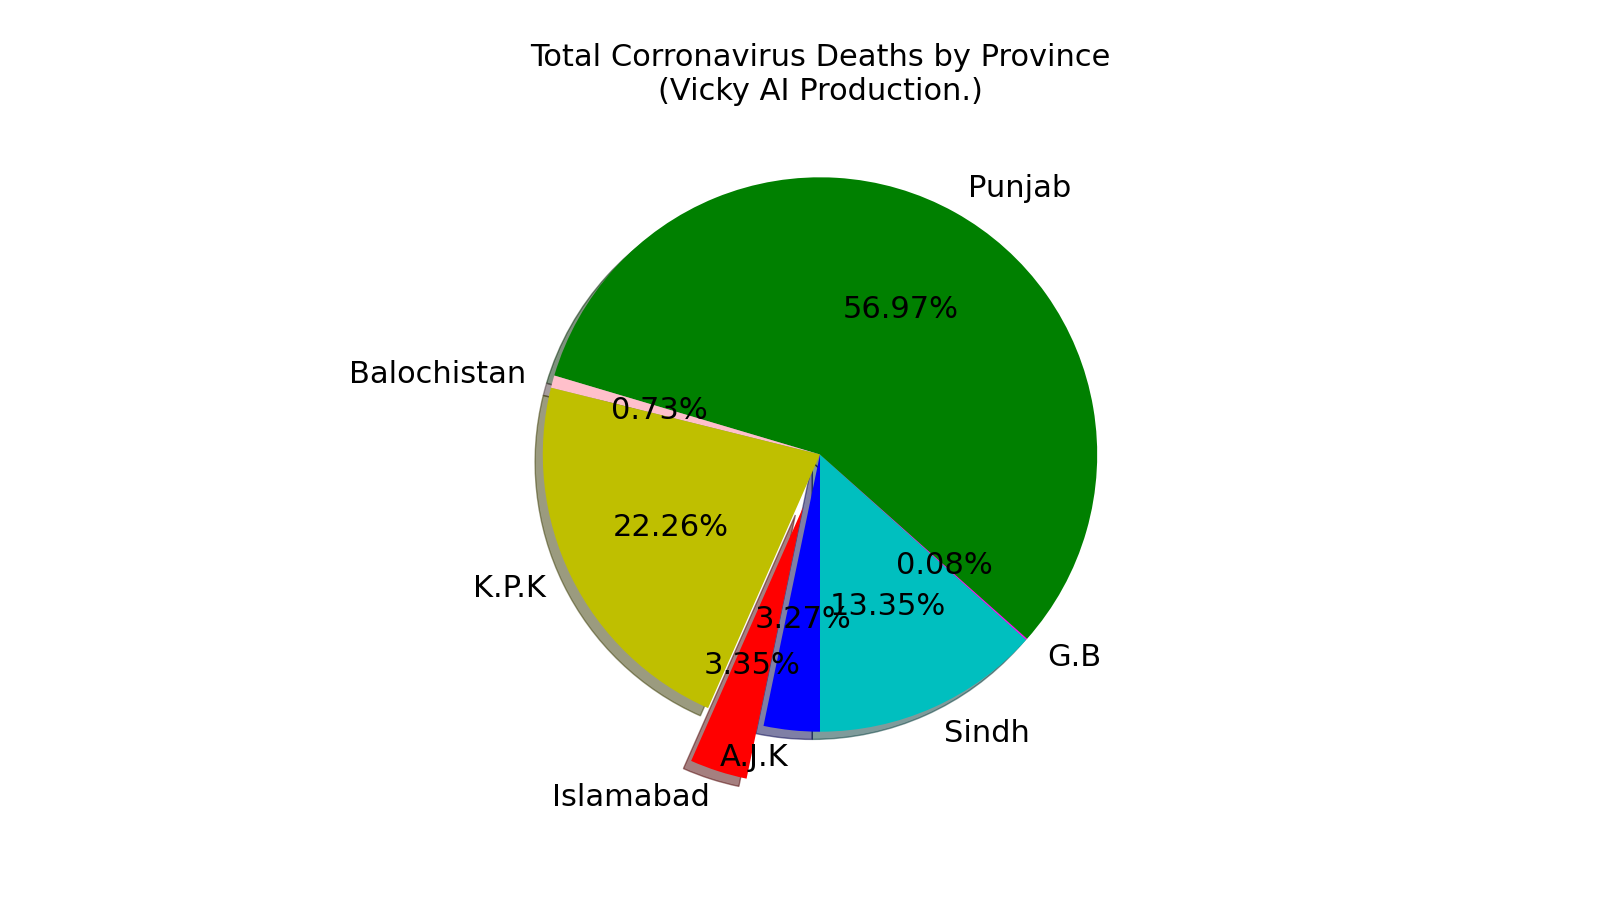 Total Corronavirus Deaths by Province
(Vicky AI Production.)
Punjab
56.97%
Balochistan
0.73%
22.26%
K.P.K
0.08%
13.35%
3.27%
3.35%
G.B
Sindh
A.J.K
Islamabad